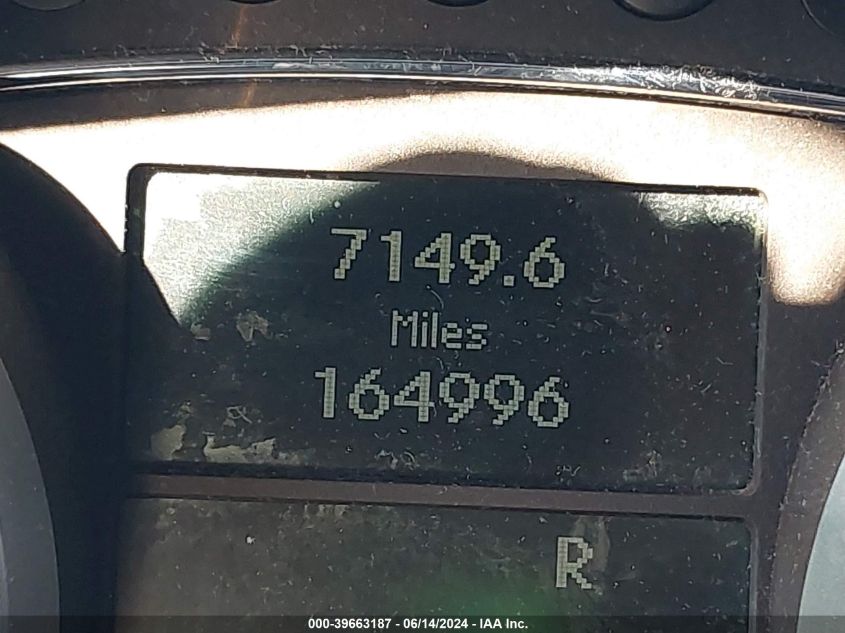 7149.6
Miles
164996
R
000-39663187 - 06/14/2024 - IAA Inc.